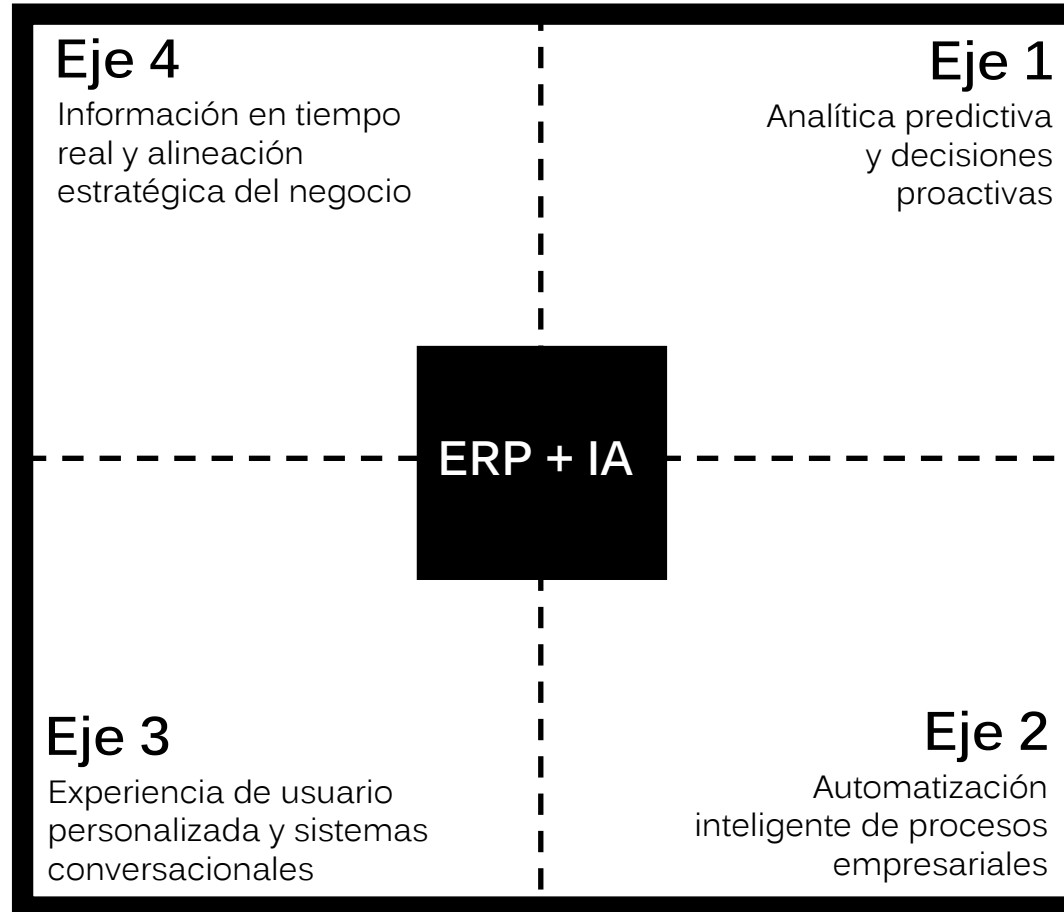 Eje 4
Información en tiempo
real y alineación
estratégica del negocio
Eje 1
Analítica predictiva
y decisiones
proactivas
ERP + IA
Eje 3
Experiencia de usuario
personalizada y sistemas
conversacionales
Eje 2
Automatización
inteligente de procesos
empresariales